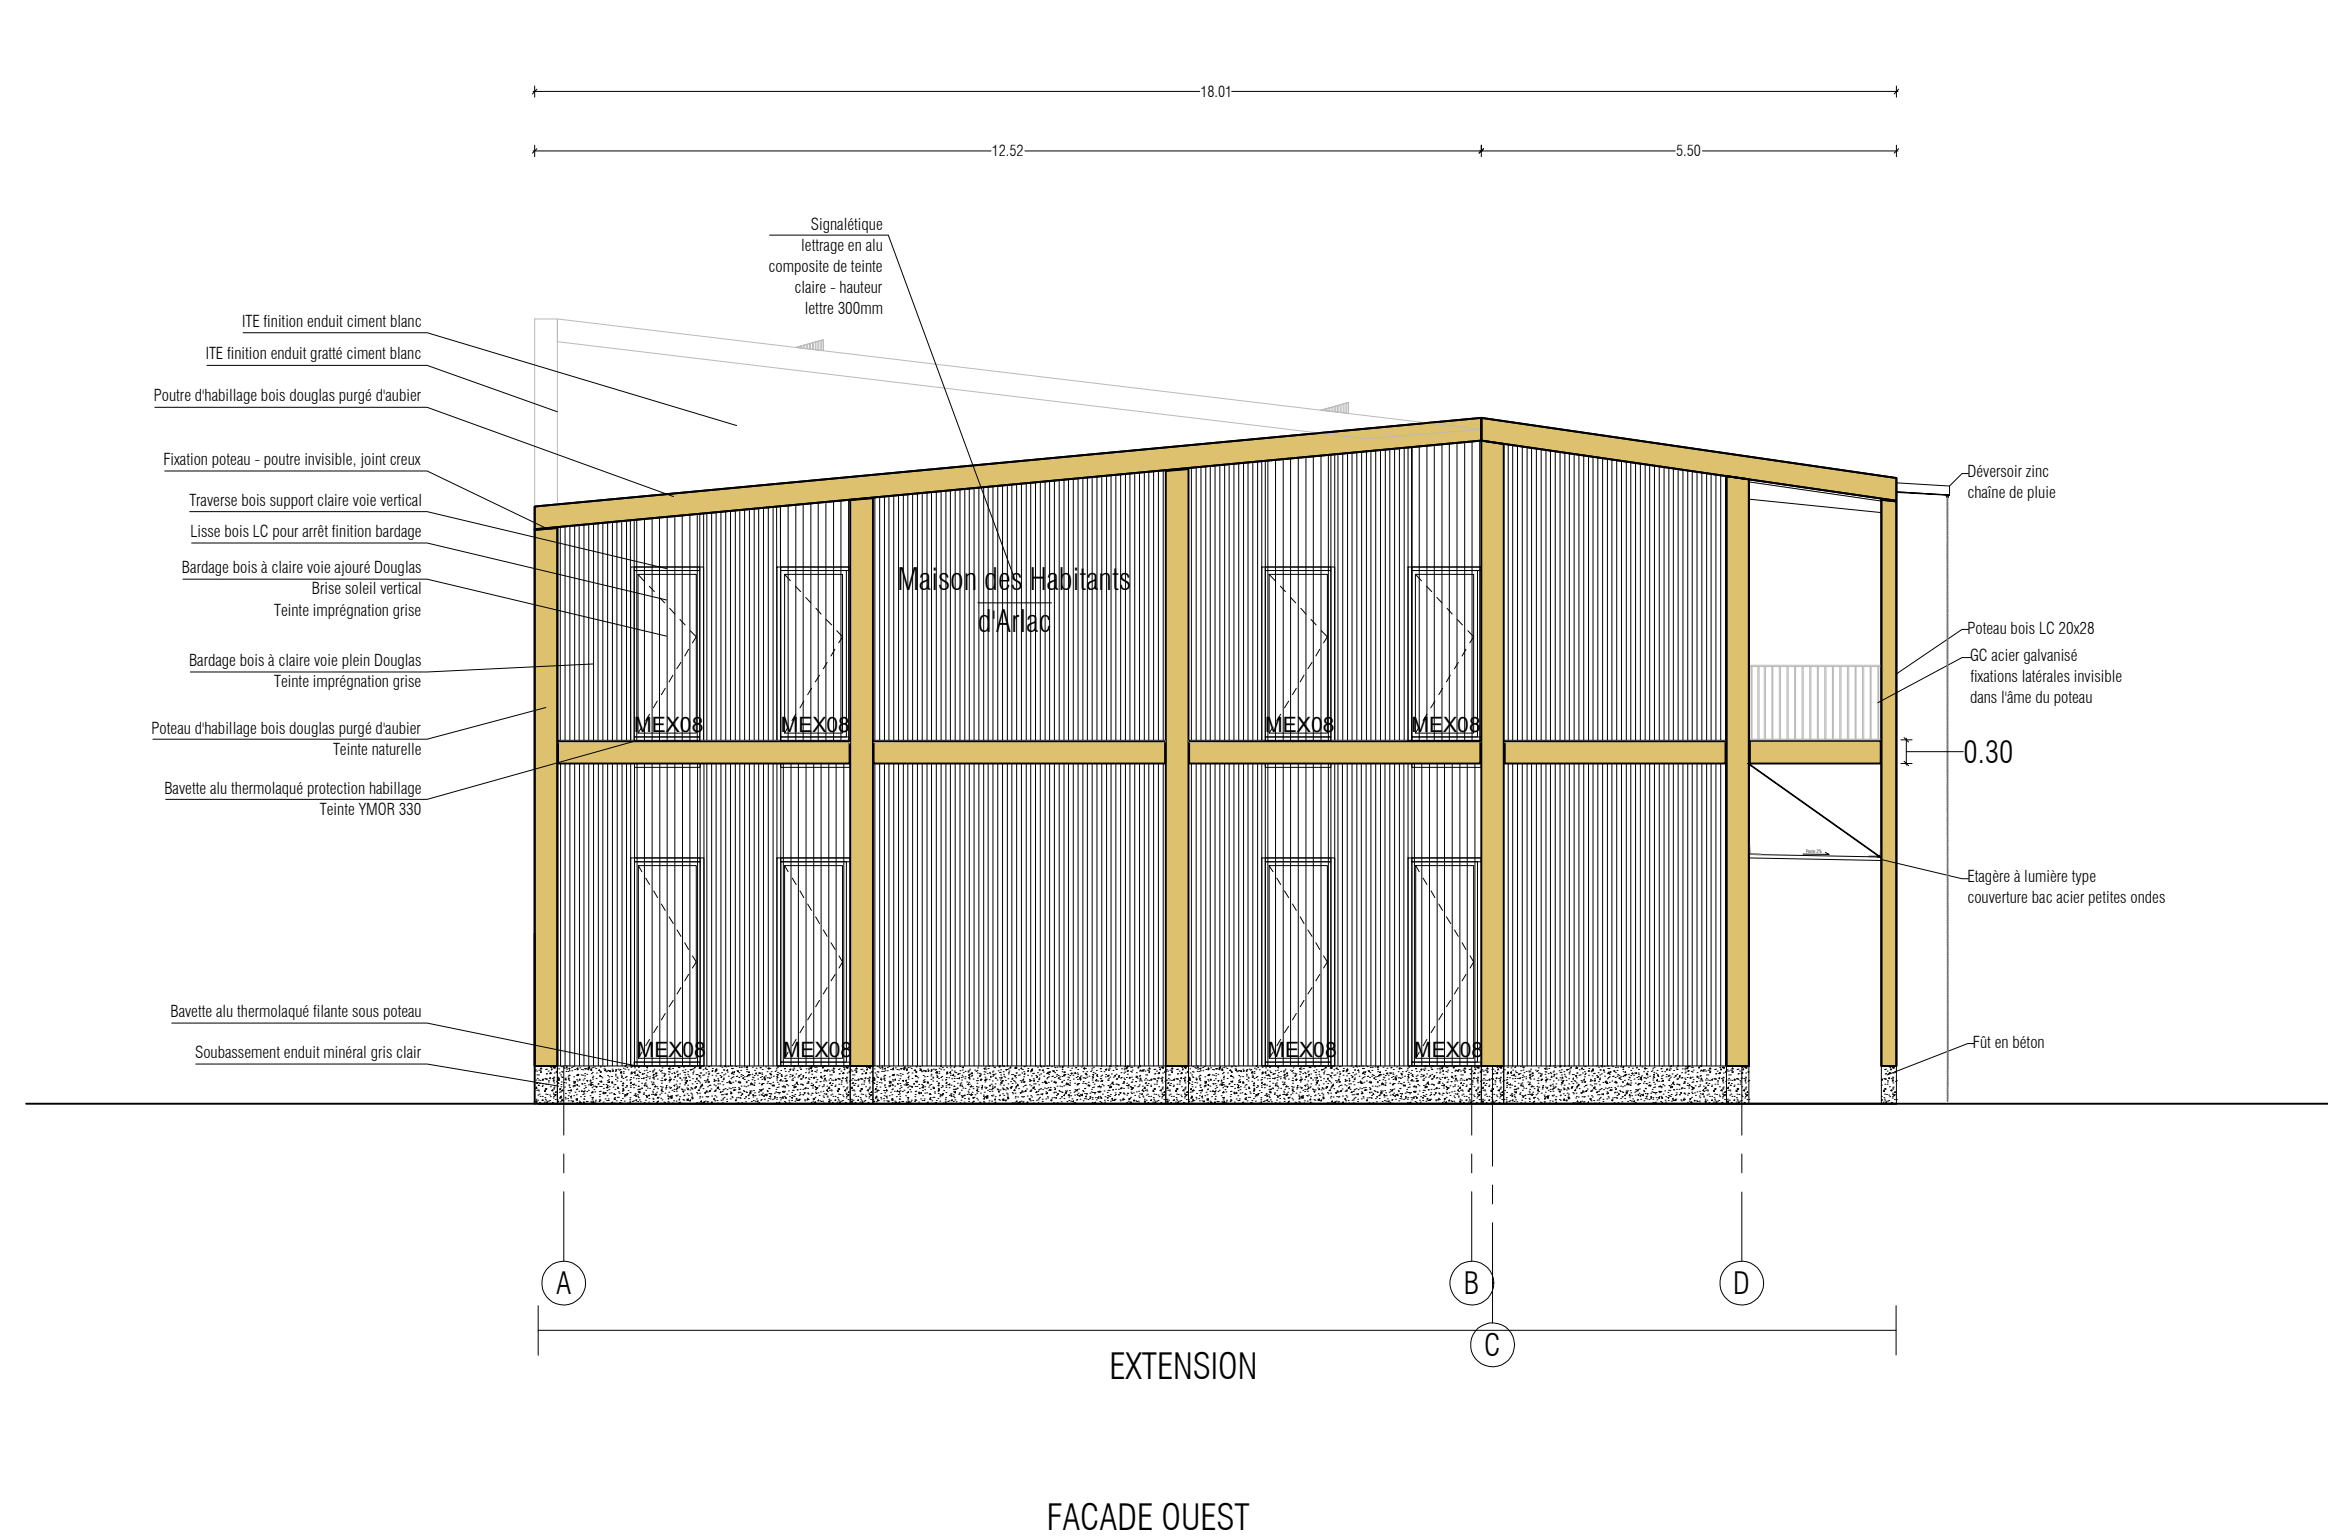 18.01
12.52
5.50
Signalétique
lettrage en alu
composite de teinte
claire - hauteur
lettre 300mm
ITE finition enduit ciment blanc
ITE finition enduit gratté ciment blanc
Poutre d'habillage bois douglas purgé d'aubier
Fixation poteau - poutre invisible, joint creux
Traverse bois support claire voie vertical
Lisse bois LC pour arrêt finition bardage
Bardage bois à claire voie ajouré Douglas
Brise soleil vertical
Teinte imprégnation grise
Bardage bois à claire voie plein Douglas
Teinte imprégnation grise
Poteau d'habillage bois douglas purgé d'aubier
Teinte naturelle
Bavette alu thermolaqué protection habillage
Teinte YMOR 330
Bavette alu thermolaqué filante sous poteau
Soubassement enduit minéral gris clair
Maison des Habitants
d'Arlac
MEX08
MEX08
MEX08
MEX08
MEX08
MEX08
MEX08
MEX08
Déversoir zinc
chaîne de pluie
Poteau bois LC 20x28
GC acier galvanisé
fixations latérales invisible
dans l'âme du poteau
0.30
Etagère à lumière type
couverture bac acier petites ondes
Fût en béton
A
B
D
C
EXTENSION
FACADE OUEST